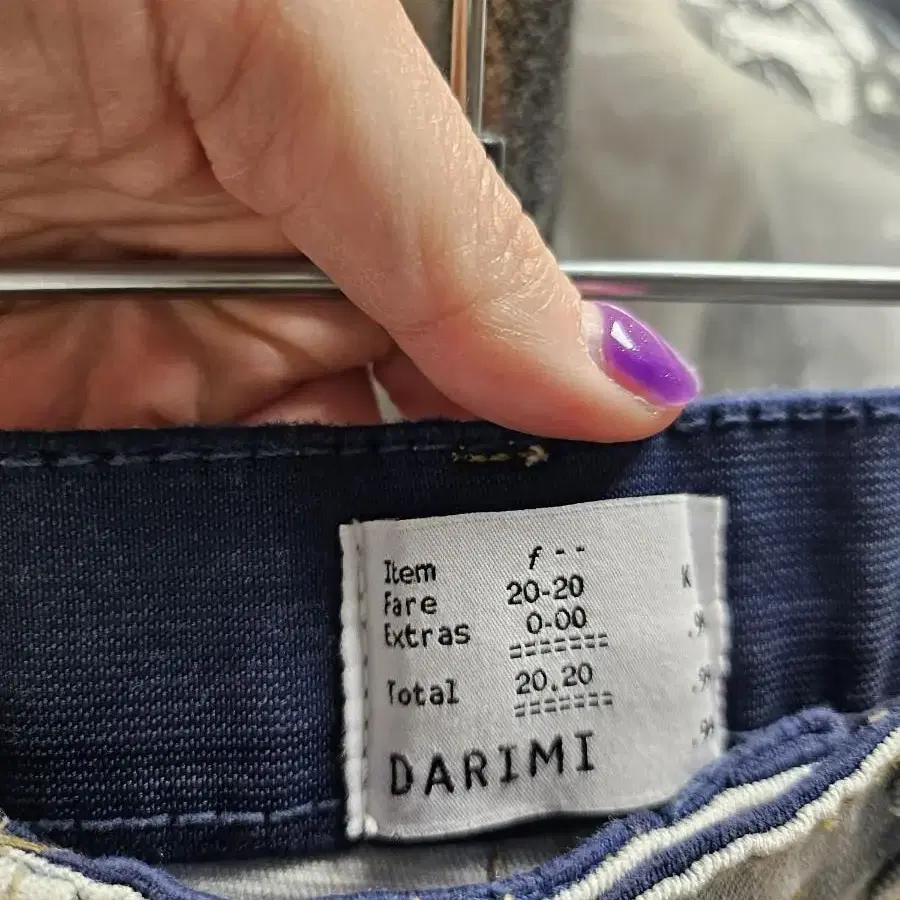 Item f--
Fare 20-20 K
Extras 0-00
=======
Total 20.20
=======
DARIMI